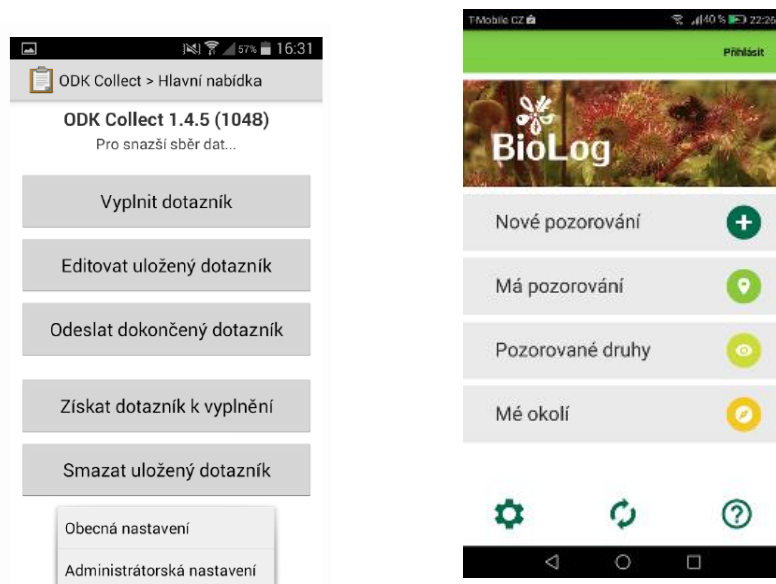 57% 16:31
ODK Collect > Hlavní nabídka
ODK Collect 1.4.5 (1048)
Pro snazší sběr dat...
Vyplnit dotazník
Editovat uložený dotazník
Odeslat dokončený dotazník
Získat dotazník k vyplnění
Smazat uložený dotazník
Obecná nastavení
Administrátorská nastavení
T-Mobile CZ 40 % 22:26
Přihlásit
BioLog
Nové pozorování
Má pozorování
Pozorované druhy
Mé okolí